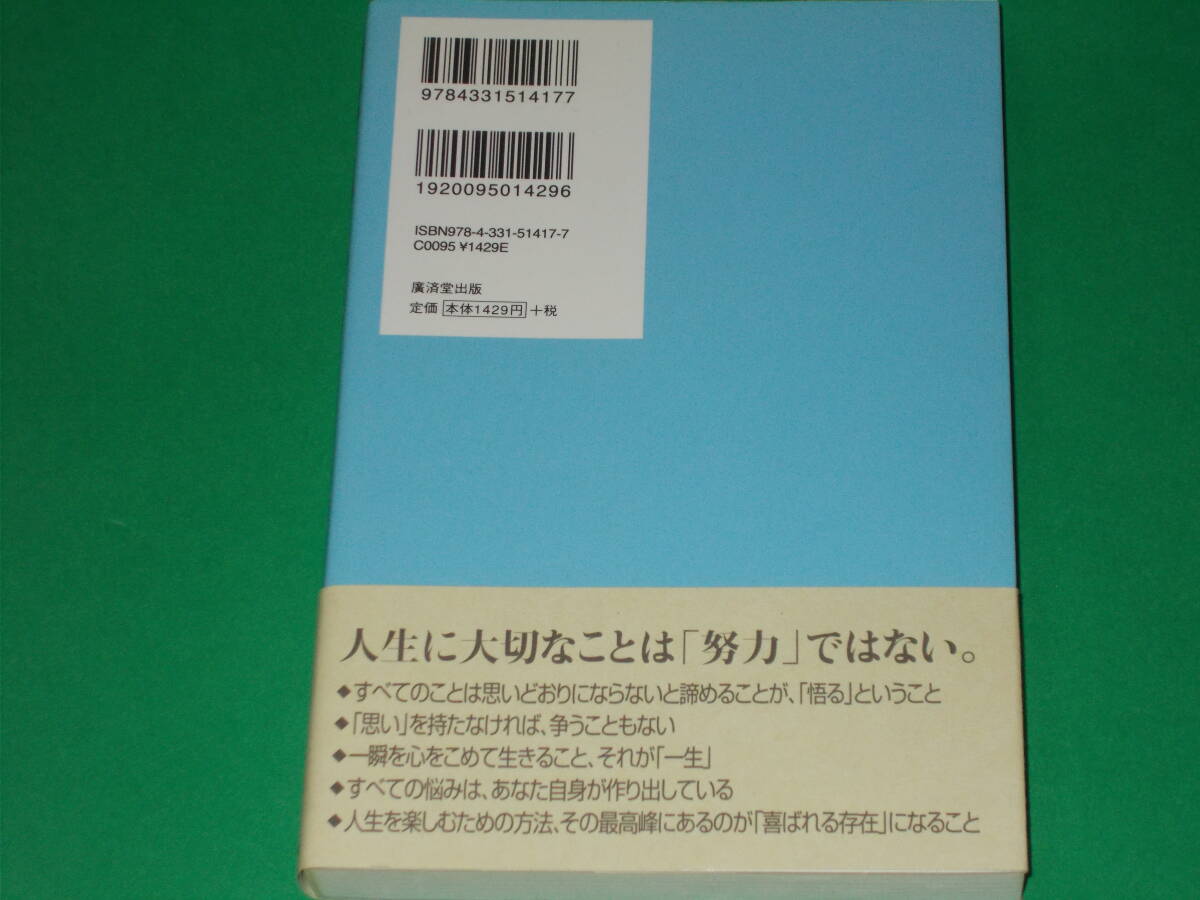 9784331514177
1920095014296
ISBN978-4-331-51417-7
C0095 ¥1429E
廣済堂出版
定価 本体1429円 +税
人生に大切なことは「努力」ではない。
◆すべてのことは思いどおりにならないと諦めることが、「悟る」ということ
◆「思い」を持たなければ、争うこともない
◆一瞬を心をこめて生きること、それが「一生」
◆すべての悩みは、あなた自身が作り出している
◆人生を楽しむための方法、その最高峰にあるのが「喜ばれる存在」になること